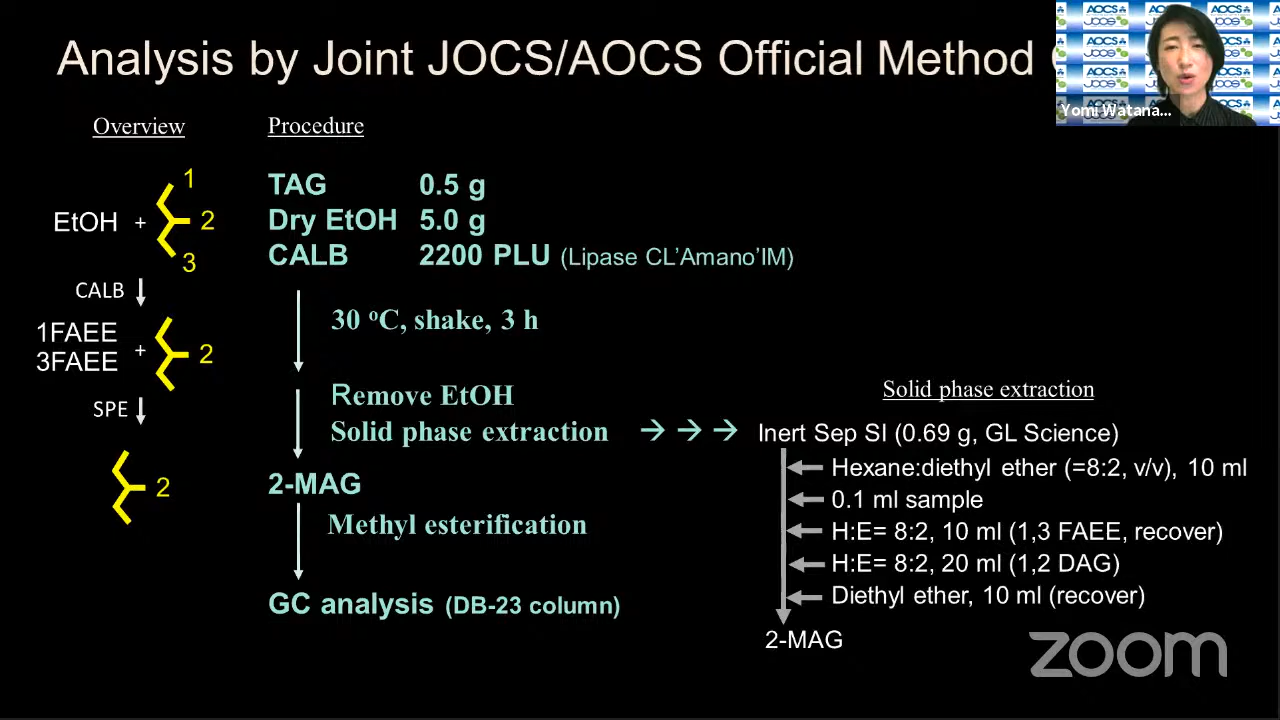 Analysis by Joint JOCS/AOCS Official Method
Yomi Watana...
Overview
Procedure
1
EtOH + 2
3
CALB
1FAEE
3FAEE
+ 2
SPE
2
TAG 0.5 g
Dry EtOH 5.0 g
CALB 2200 PLU (Lipase CL’Amano’IM)
30 °C, shake, 3 h
Remove EtOH
Solid phase extraction → → →
2-MAG
Methyl esterification
GC analysis (DB-23 column)
Solid phase extraction
Inert Sep SI (0.69 g, GL Science)
Hexane:diethyl ether (=8:2, v/v), 10 ml
0.1 ml sample
H:E= 8:2, 10 ml (1,3 FAEE, recover)
H:E= 8:2, 20 ml (1,2 DAG)
Diethyl ether, 10 ml (recover)
2-MAG
zoom